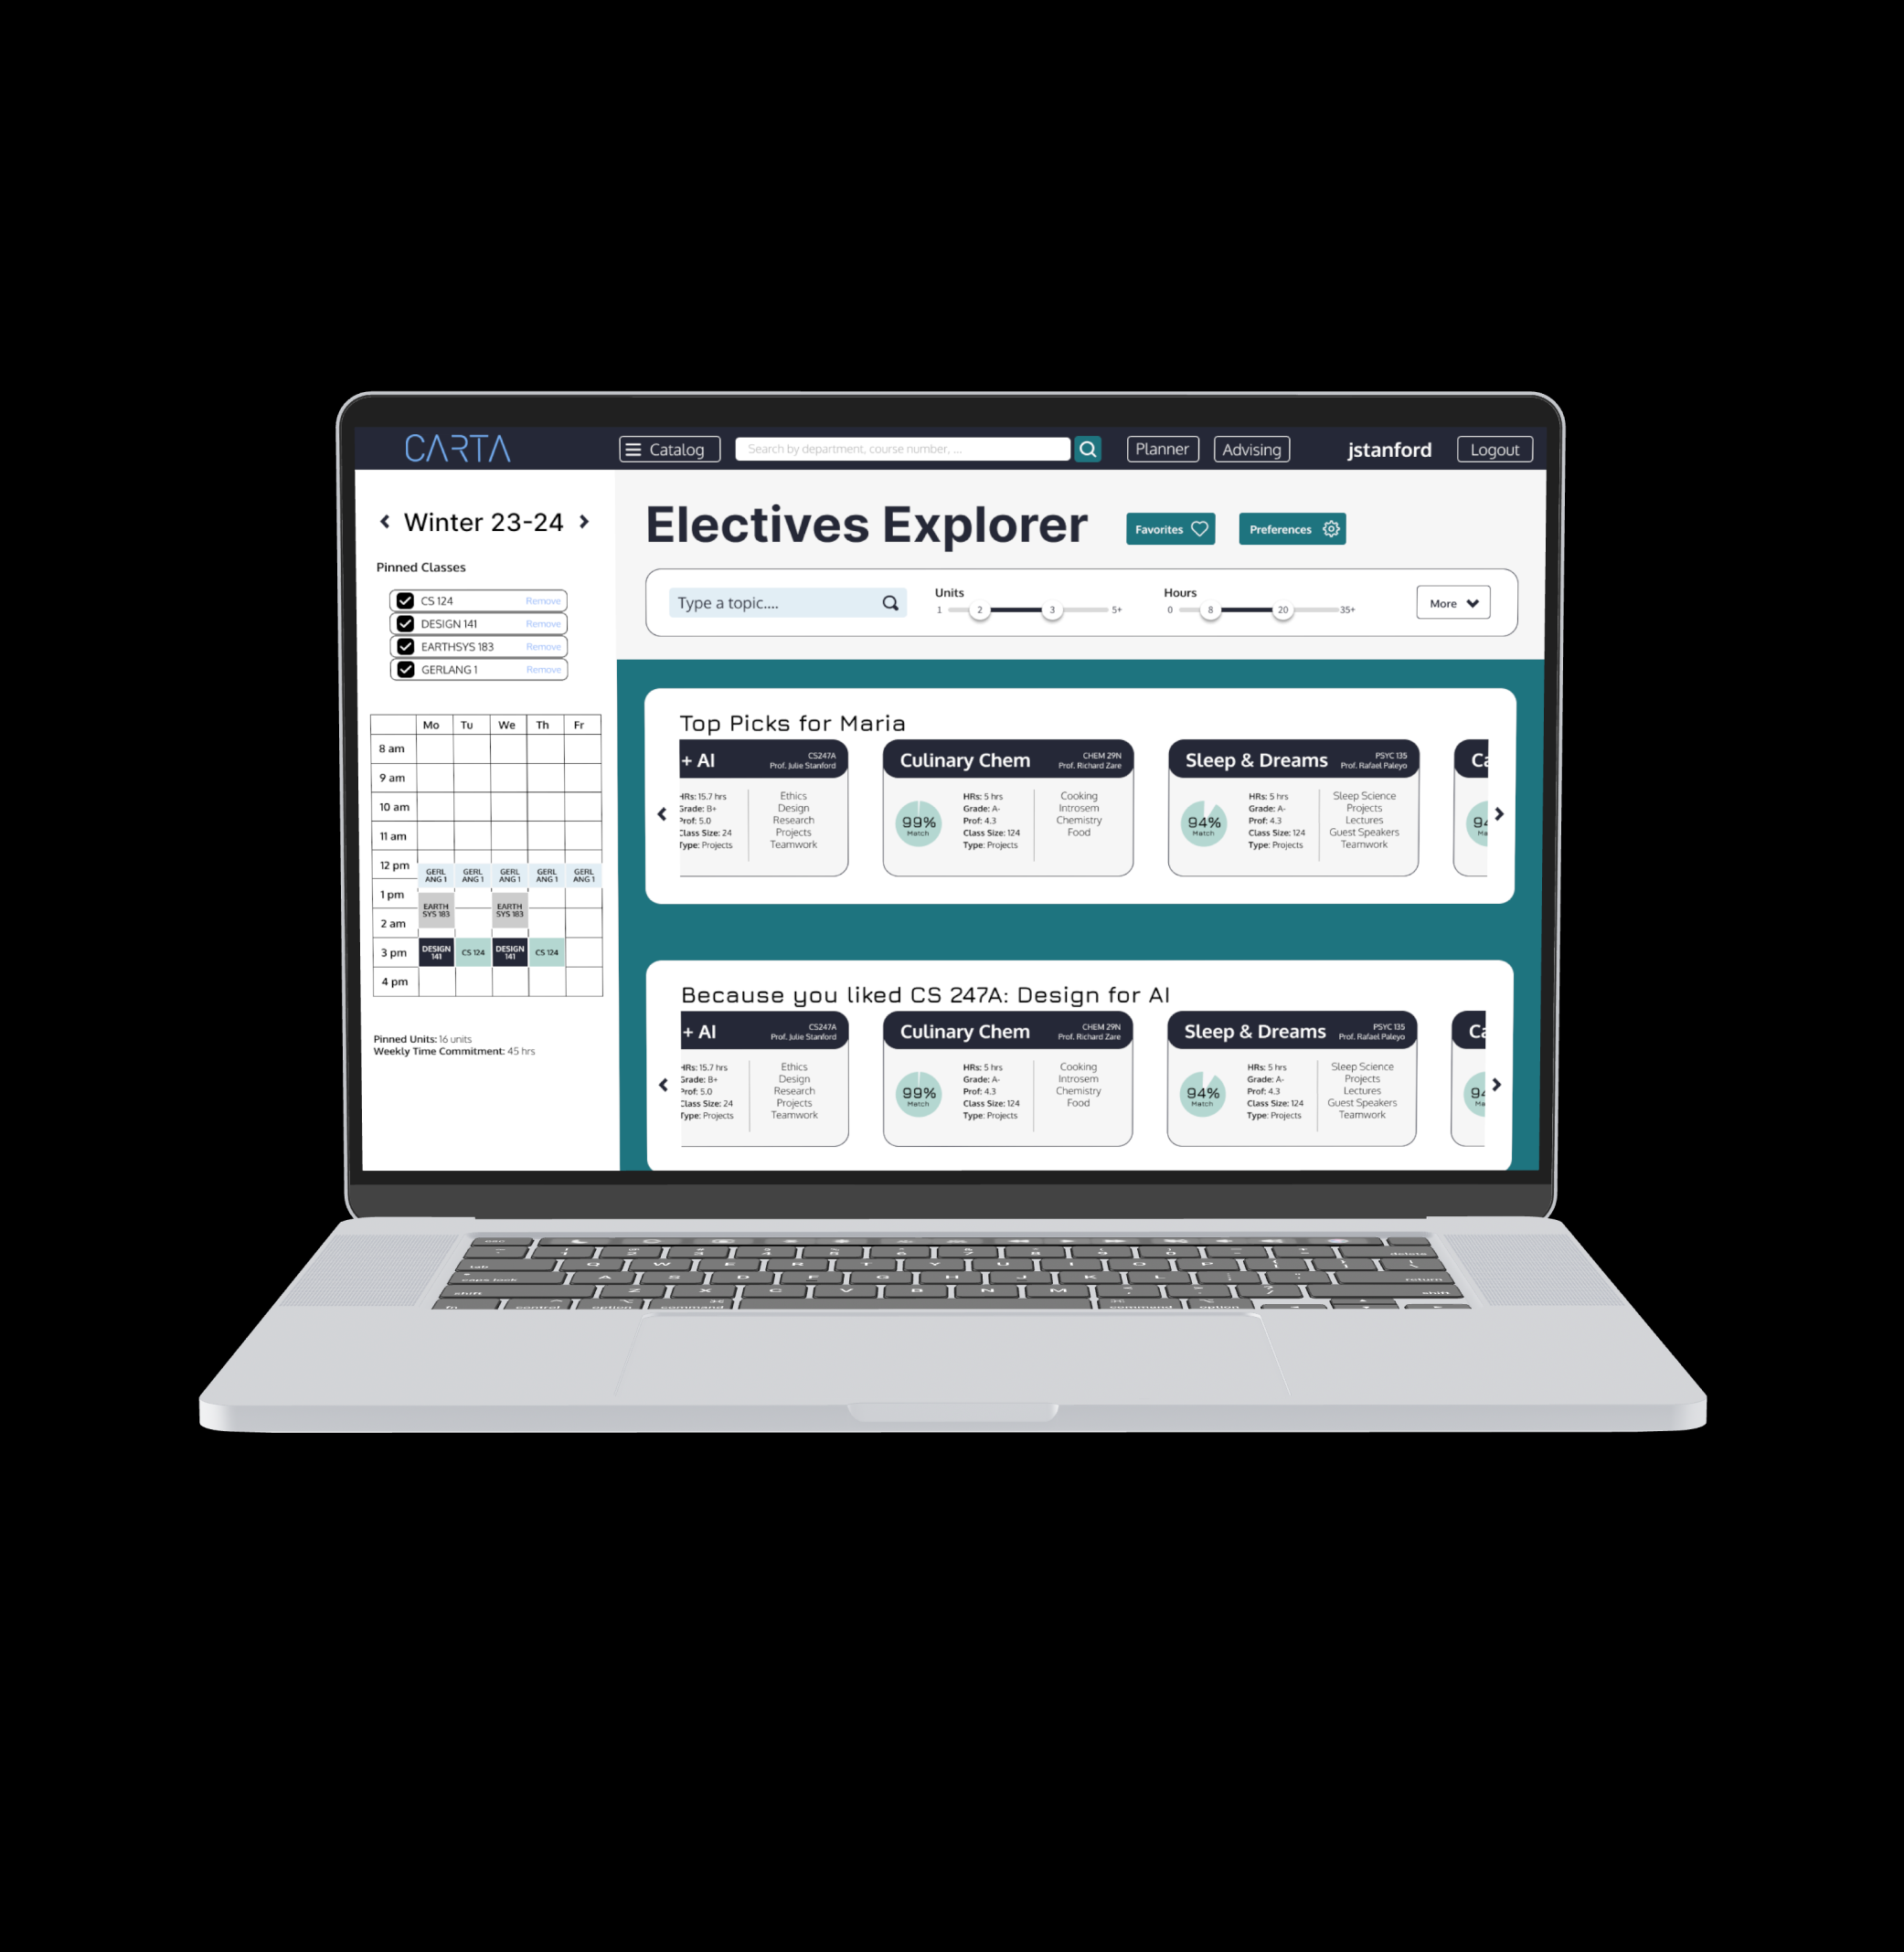 CARTA
Catalog
Search by department, course number, ...
Planner
Advising
jstanford
Logout
Winter 23-24
Pinned Classes
CS 124 Remove
DESIGN 141 Remove
EARTHSYS 183 Remove
GERLANG 1 Remove
Mo Tu We Th Fr
8 am
9 am
10 am
11 am
12 pm
GERL GERL GERL GERL GERL
ANG 1 ANG 1 ANG 1 ANG 1 ANG 1
1 pm
EARTH EARTH
SYS 183 SYS 183
2 am
3 pm
DESIGN CS 124 DESIGN CS 124
141 141
4 pm
Pinned Units: 16 units
Weekly Time Commitment: 45 hrs
Electives Explorer
Favorites
Preferences
Type a topic....
Units
1 2 3 5+
Hours
0 8 20 35+
More
Top Picks for Maria
+ AI
CS247A
Prof. Julie Stanford
HRs: 15.7 hrs
Grade: B+
Prof: 5.0
Class Size: 24
Type: Projects
Ethics
Design
Research
Projects
Teamwork
Culinary Chem
CHEM 29N
Prof. Richard Zare
99%
Match
HRs: 5 hrs
Grade: A-
Prof: 4.3
Class Size: 124
Type: Projects
Cooking
Introsem
Chemistry
Food
Sleep & Dreams
PSYC 135
Prof. Rafael Paleyo
94%
Match
HRs: 5 hrs
Grade: A-
Prof: 4.3
Class Size: 124
Type: Projects
Sleep Science
Projects
Lectures
Guest Speakers
Teamwork
Ca
94
Ma
Because you liked CS 247A: Design for AI
+ AI
CS247A
Prof. Julie Stanford
HRs: 15.7 hrs
Grade: B+
Prof: 5.0
Class Size: 24
Type: Projects
Ethics
Design
Research
Projects
Teamwork
Culinary Chem
CHEM 29N
Prof. Richard Zare
99%
Match
HRs: 5 hrs
Grade: A-
Prof: 4.3
Class Size: 124
Type: Projects
Cooking
Introsem
Chemistry
Food
Sleep & Dreams
PSYC 135
Prof. Rafael Paleyo
94%
Match
HRs: 5 hrs
Grade: A-
Prof: 4.3
Class Size: 124
Type: Projects
Sleep Science
Projects
Lectures
Guest Speakers
Teamwork
Ca
94
Ma
delete
tab Q W E R T Y U I O P
caps lock A S D F G H J K L return
shift Z X C V B N M shift
fn control option command command option